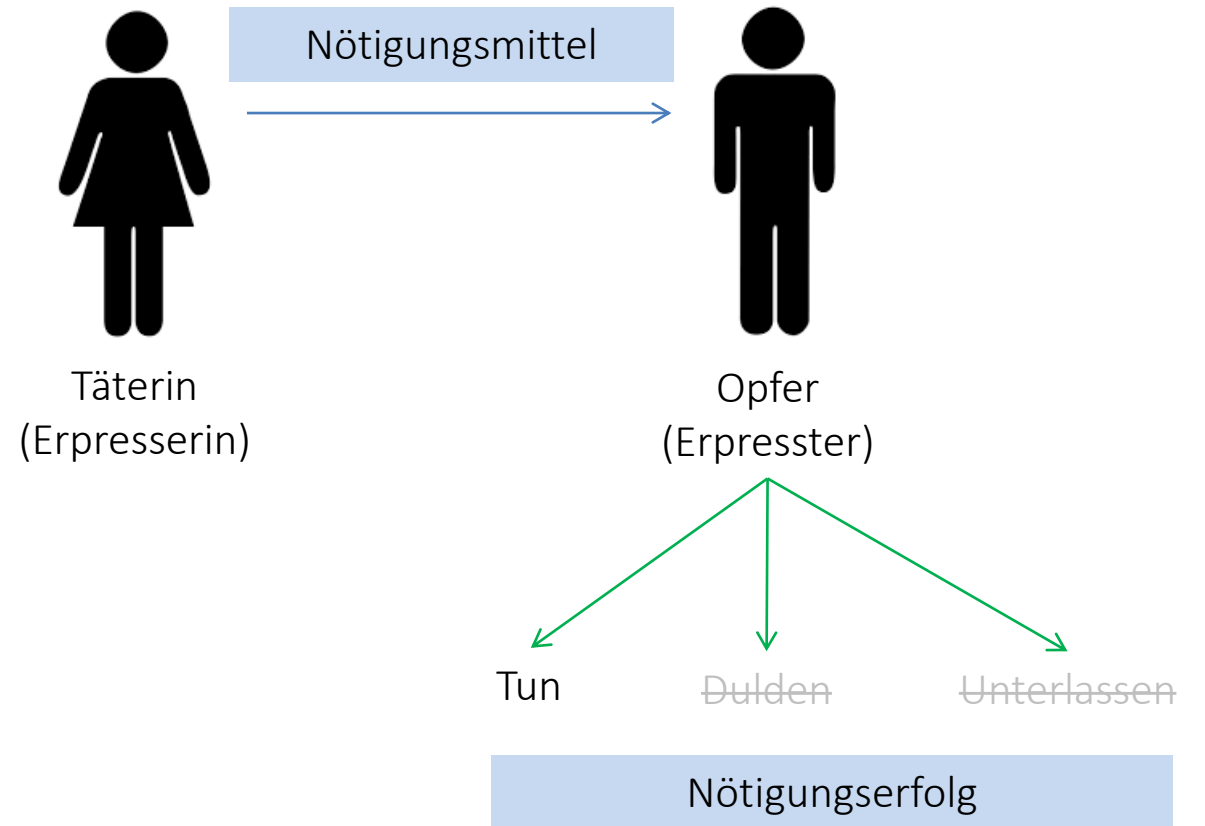 Nötigungsmittel
Täterin
(Erpresserin)
Opfer
(Erpresster)
Tun
Dulden
Unterlassen
Nötigungserfolg